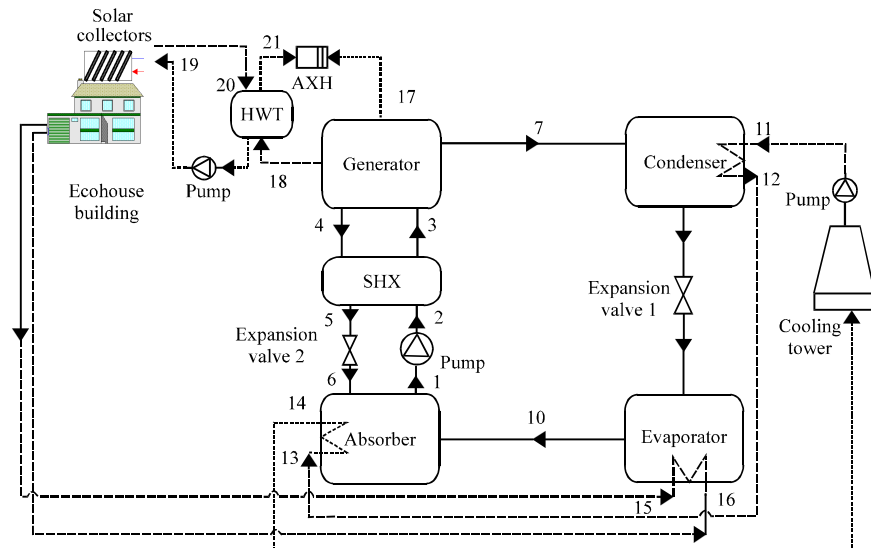 Solar
collectors
19
20
21
AXH
17
HWT
7
11
Generator
Condenser
12
Pump
18
Pump
Ecohouse
building
4
3
SHX
Expansion
valve 1
5
2
Cooling
tower
Expansion
valve 2
Pump
6
1
14
10
Absorber
Evaporator
13
15
16